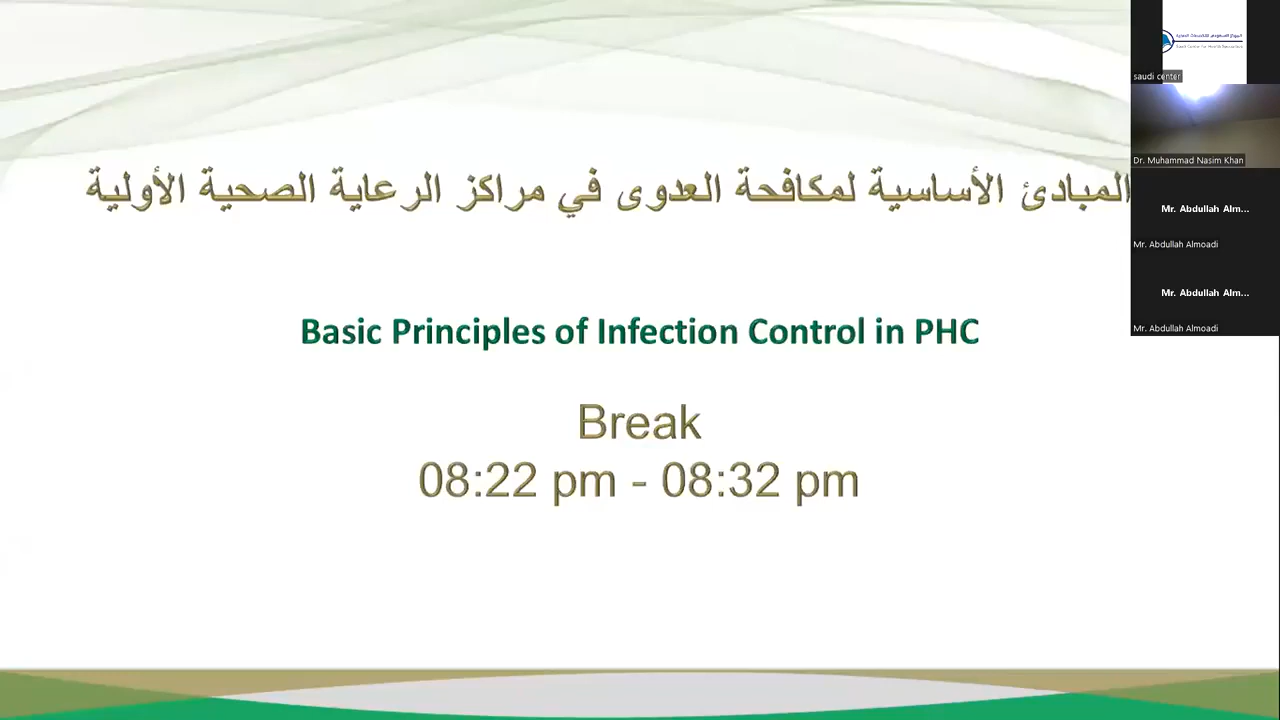 المبادئ الأساسية لمكافحة العدوى في مراكز الرعاية الصحية الأولية
Basic Principles of Infection Control in PHC
Break
08:22 pm - 08:32 pm
saudi center
Dr. Muhammad Nasim Khan
Mr. Abdullah Alm...
Mr. Abdullah Almoadi
Mr. Abdullah Alm...
Mr. Abdullah Almoadi